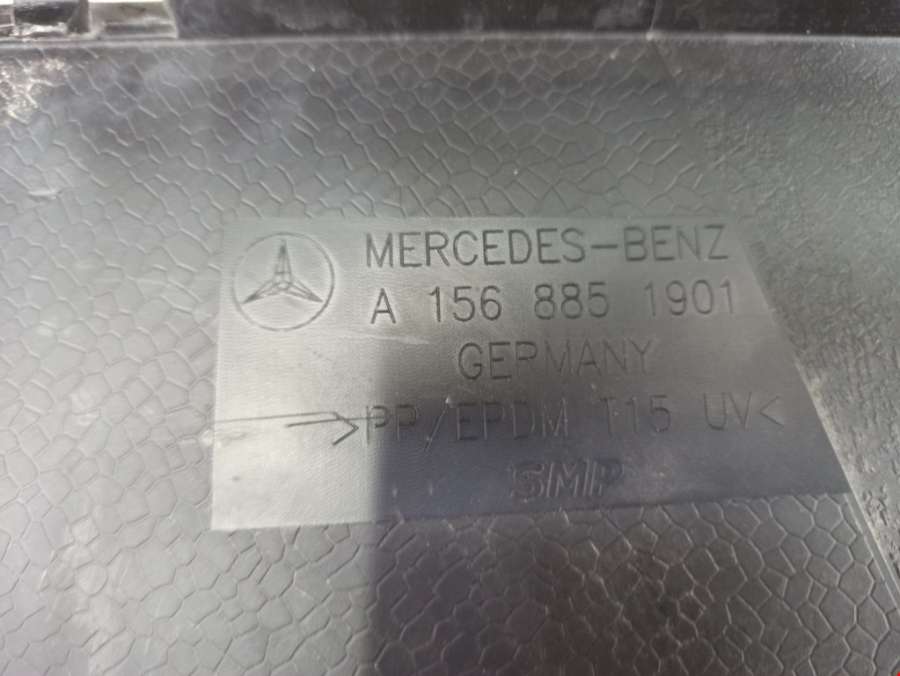 MERCEDES-BENZ
A 156 885 1901
GERMANY
>PP/EPDM T15 UV<
SMP